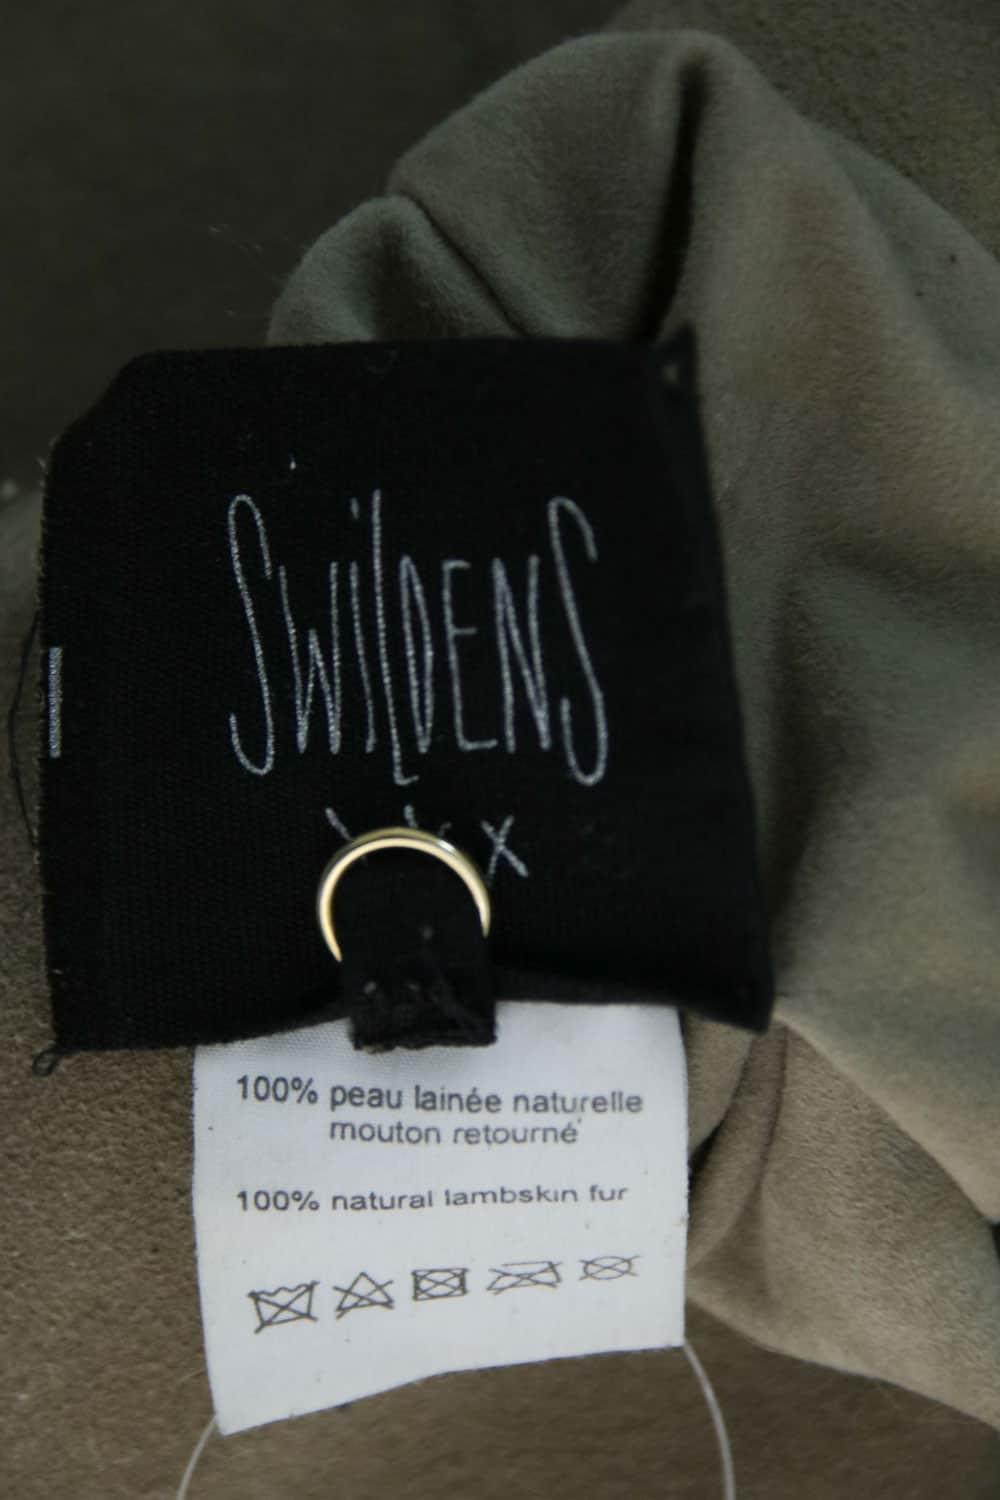 SWiLDENS
X
100% peau lainée naturelle
mouton retourné
100% natural lambskin fur